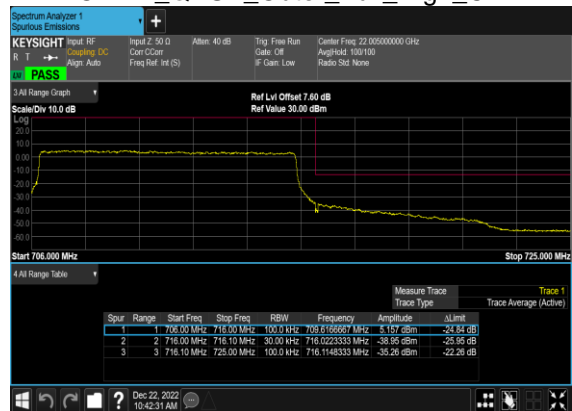 Spectrum Analyzer 1
Spurious Emissions
KEYSIGHT Input: RF Input Z: 50 Ω Atten: 40 dB Trig: Free Run Center Freq: 22.005000000 GHz
R T Coupling: DC Corr CCorr Gate: Off Avg|Hold: 100/100
Align: Auto Freq Ref: Int (S) IF Gain: Low Radio Std: None
LW PASS
3 All Range Graph
Ref Lvl Offset 7.60 dB
Scale/Div 10.0 dB Ref Value 30.00 dBm
Log
20.0
10.0
0.00
-10.0
-20.0
-30.0
-40.0
-50.0
-60.0
Start 706.000 MHz Stop 725.000 MHz
4 All Range Table
Measure Trace Trace 1
Trace Type Trace Average (Active)
Spur Range Start Freq Stop Freq RBW Frequency Amplitude ΔLimit
1 1 706.00 MHz 716.00 MHz 100.0 kHz 709.6166667 MHz 5.157 dBm -24.84 dB
2 2 716.00 MHz 716.10 MHz 30.00 kHz 716.0223333 MHz -38.95 dBm -25.95 dB
3 3 716.10 MHz 725.00 MHz 100.0 kHz 716.1148333 MHz -35.26 dBm -22.26 dB
? Dec 22, 2022
10:42:31 AM